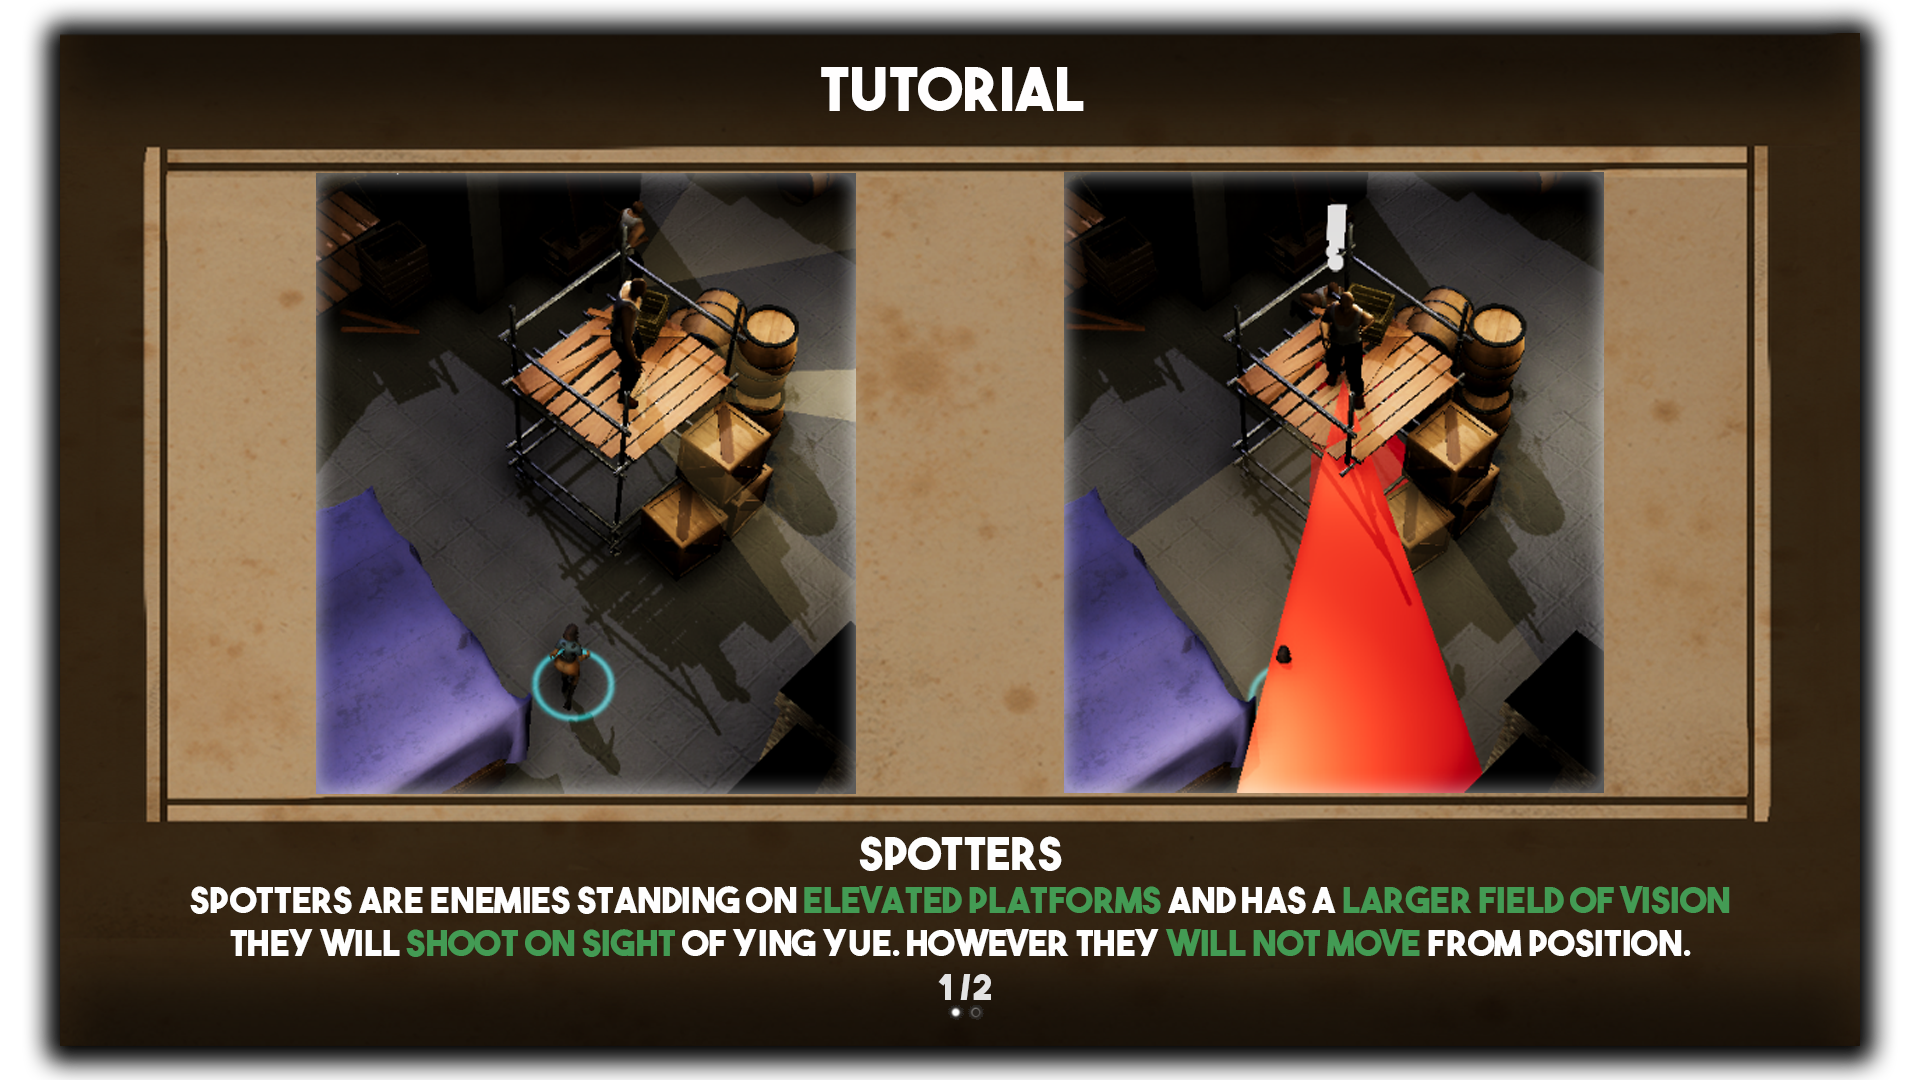 TUTORIAL
!
SPOTTERS
SPOTTERS ARE ENEMIES STANDING ON ELEVATED PLATFORMS AND HAS A LARGER FIELD OF VISION
THEY WILL SHOOT ON SIGHT OF YING YUE. HOWEVER THEY WILL NOT MOVE FROM POSITION.
1/2